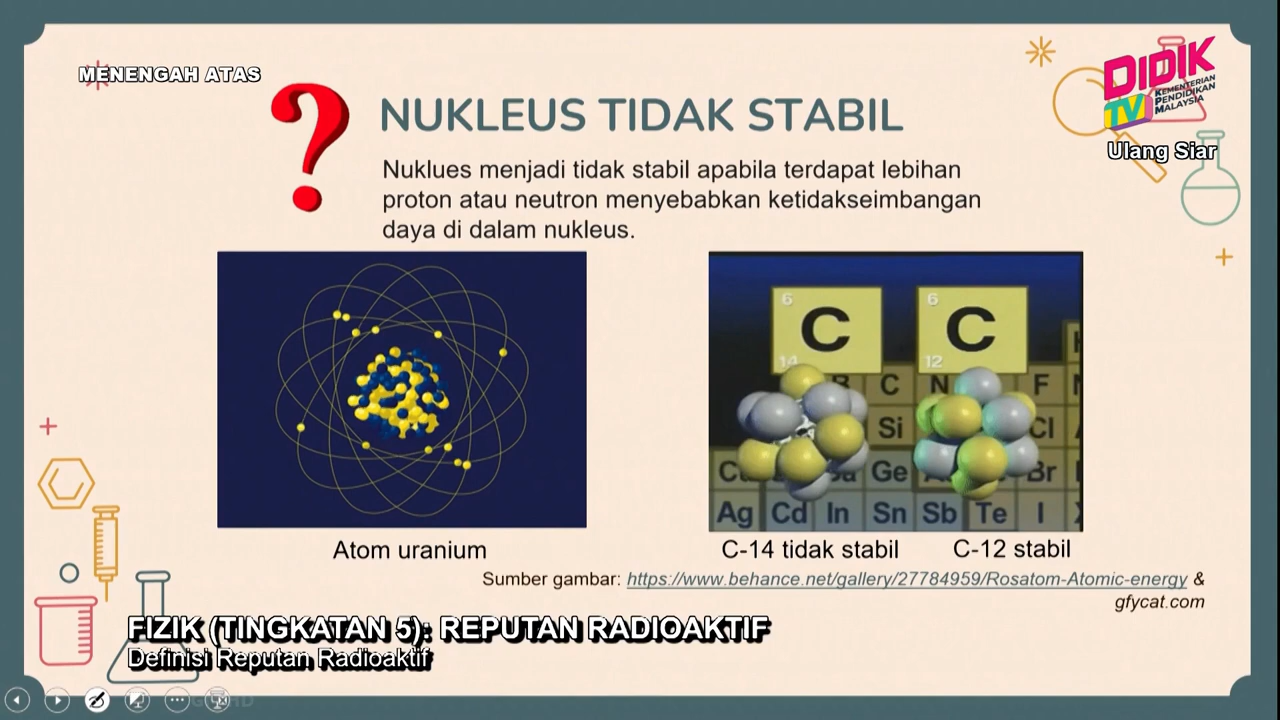 MENENGAH ATAS
DIDIK
TV
KEMENTERIAN
PENDIDIKAN
MALAYSIA
Ulang Siar
?
NUKLEUS TIDAK STABIL
Nuklues menjadi tidak stabil apabila terdapat lebihan
proton atau neutron menyebabkan ketidakseimbangan
daya di dalam nukleus.
6
C
14
6
C
12
B C N F
Si Cl
Ge Br
Ag Cd In Sn Sb Te I
Atom uranium
C-14 tidak stabil
C-12 stabil
Sumber gambar: https://www.behance.net/gallery/27784959/Rosatom-Atomic-energy &
gfycat.com
FIZIK (TINGKATAN 5): REPUTAN RADIOAKTIF
Definisi Reputan Radioaktif